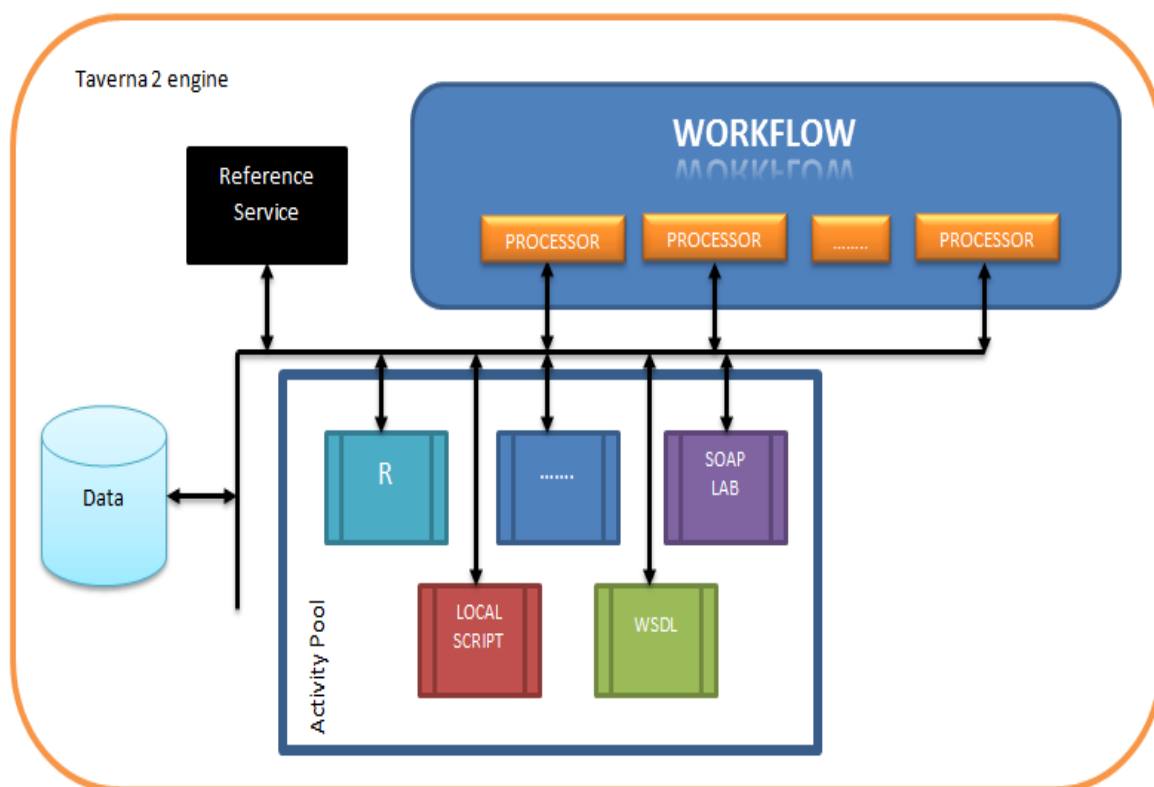 Taverna 2 engine
WORKFLOW
Reference
Service
PROCESSOR
PROCESSOR
........
PROCESSOR
Data
R
.......
SOAP
LAB
LOCAL
SCRIPT
WSDL
Activity Pool